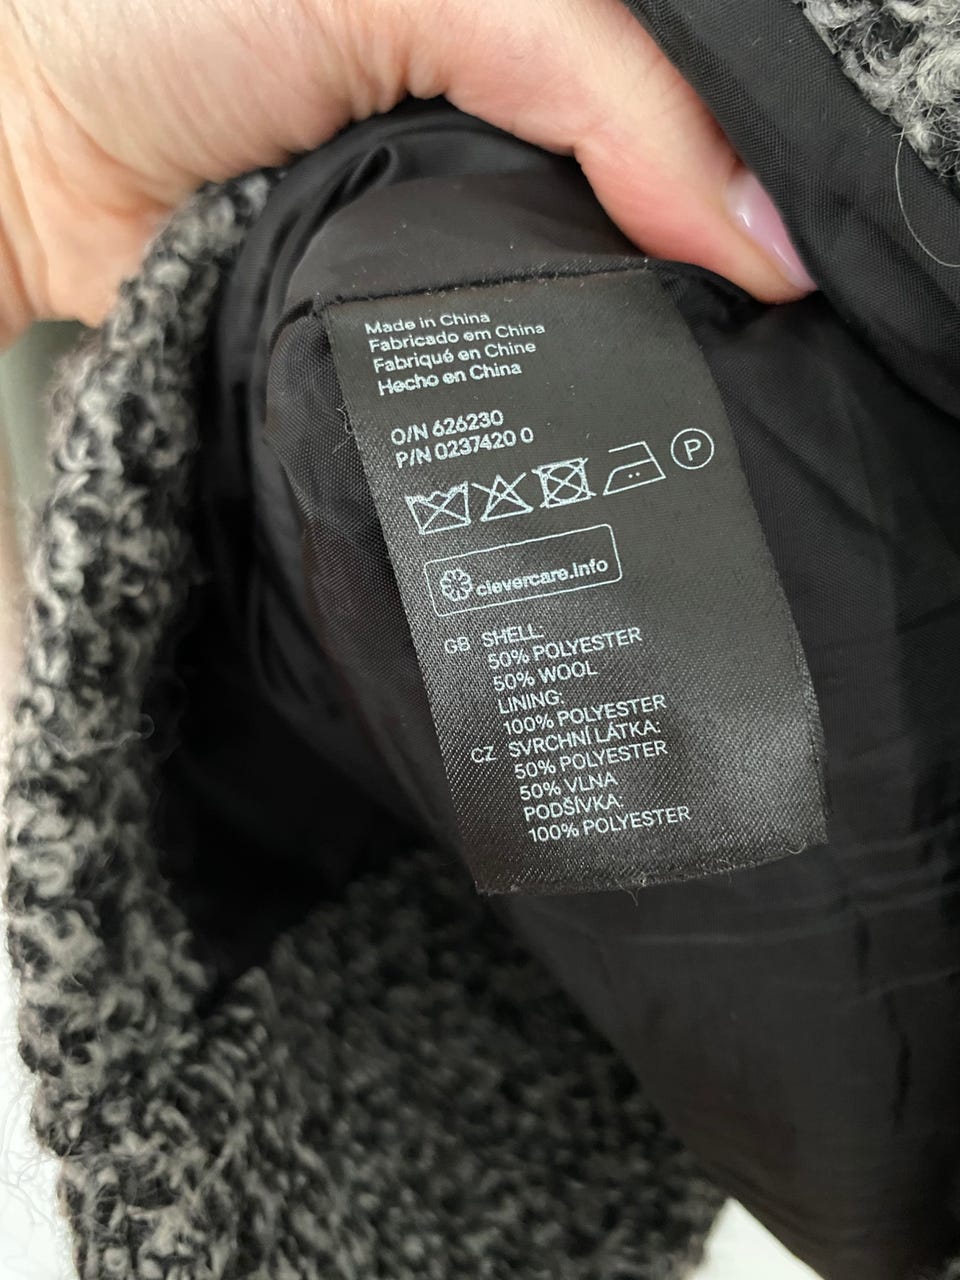 Made in China
Fabricado em China
Fabriqué en Chine
Hecho en China
O/N 626230
P/N 0237420 0
P
clevercare.info
GB SHELL:
50% POLYESTER
50% WOOL
LINING:
100% POLYESTER
CZ SVRCHNÍ LÁTKA:
50% POLYESTER
50% VLNA
PODŠÍVKA:
100% POLYESTER